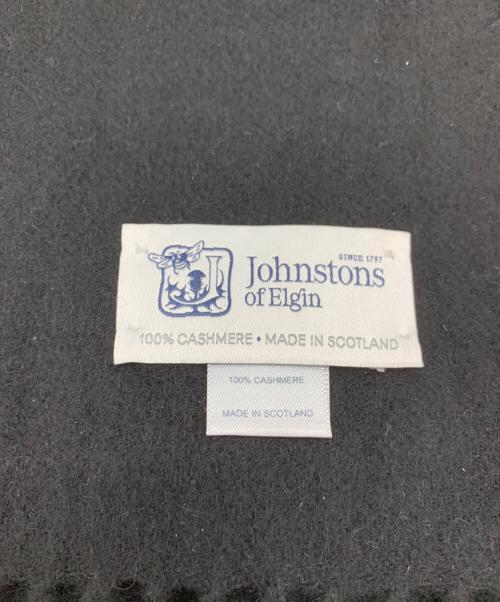 SINCE 1797
Johnstons
of Elgin
100% CASHMERE • MADE IN SCOTLAND
100% CASHMERE
MADE IN SCOTLAND